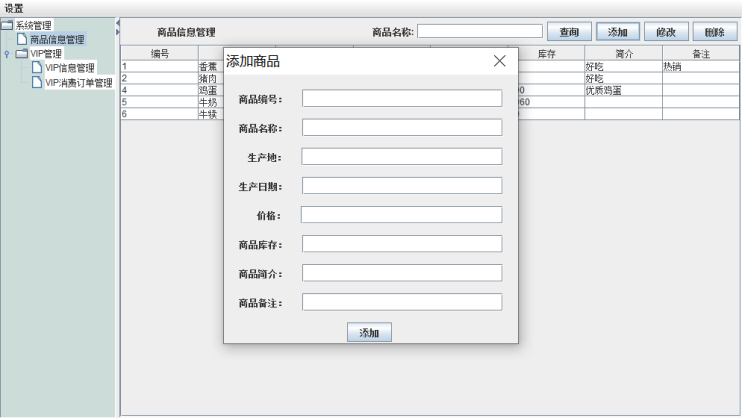 设置
系统管理
商品信息管理
VIP管理
VIP信息管理
VIP消费订单管理
商品信息管理 商品名称: 查询 添加 修改 删除
编号 库存 简介 备注
1 香蕉 好吃 热销
2 猪肉 好吃
4 鸡蛋 优质鸡蛋
5 牛奶
6 牛犊
添加商品
商品编号：
商品名称：
生产地：
生产日期：
价格：
商品库存：
商品简介：
商品备注：
添加